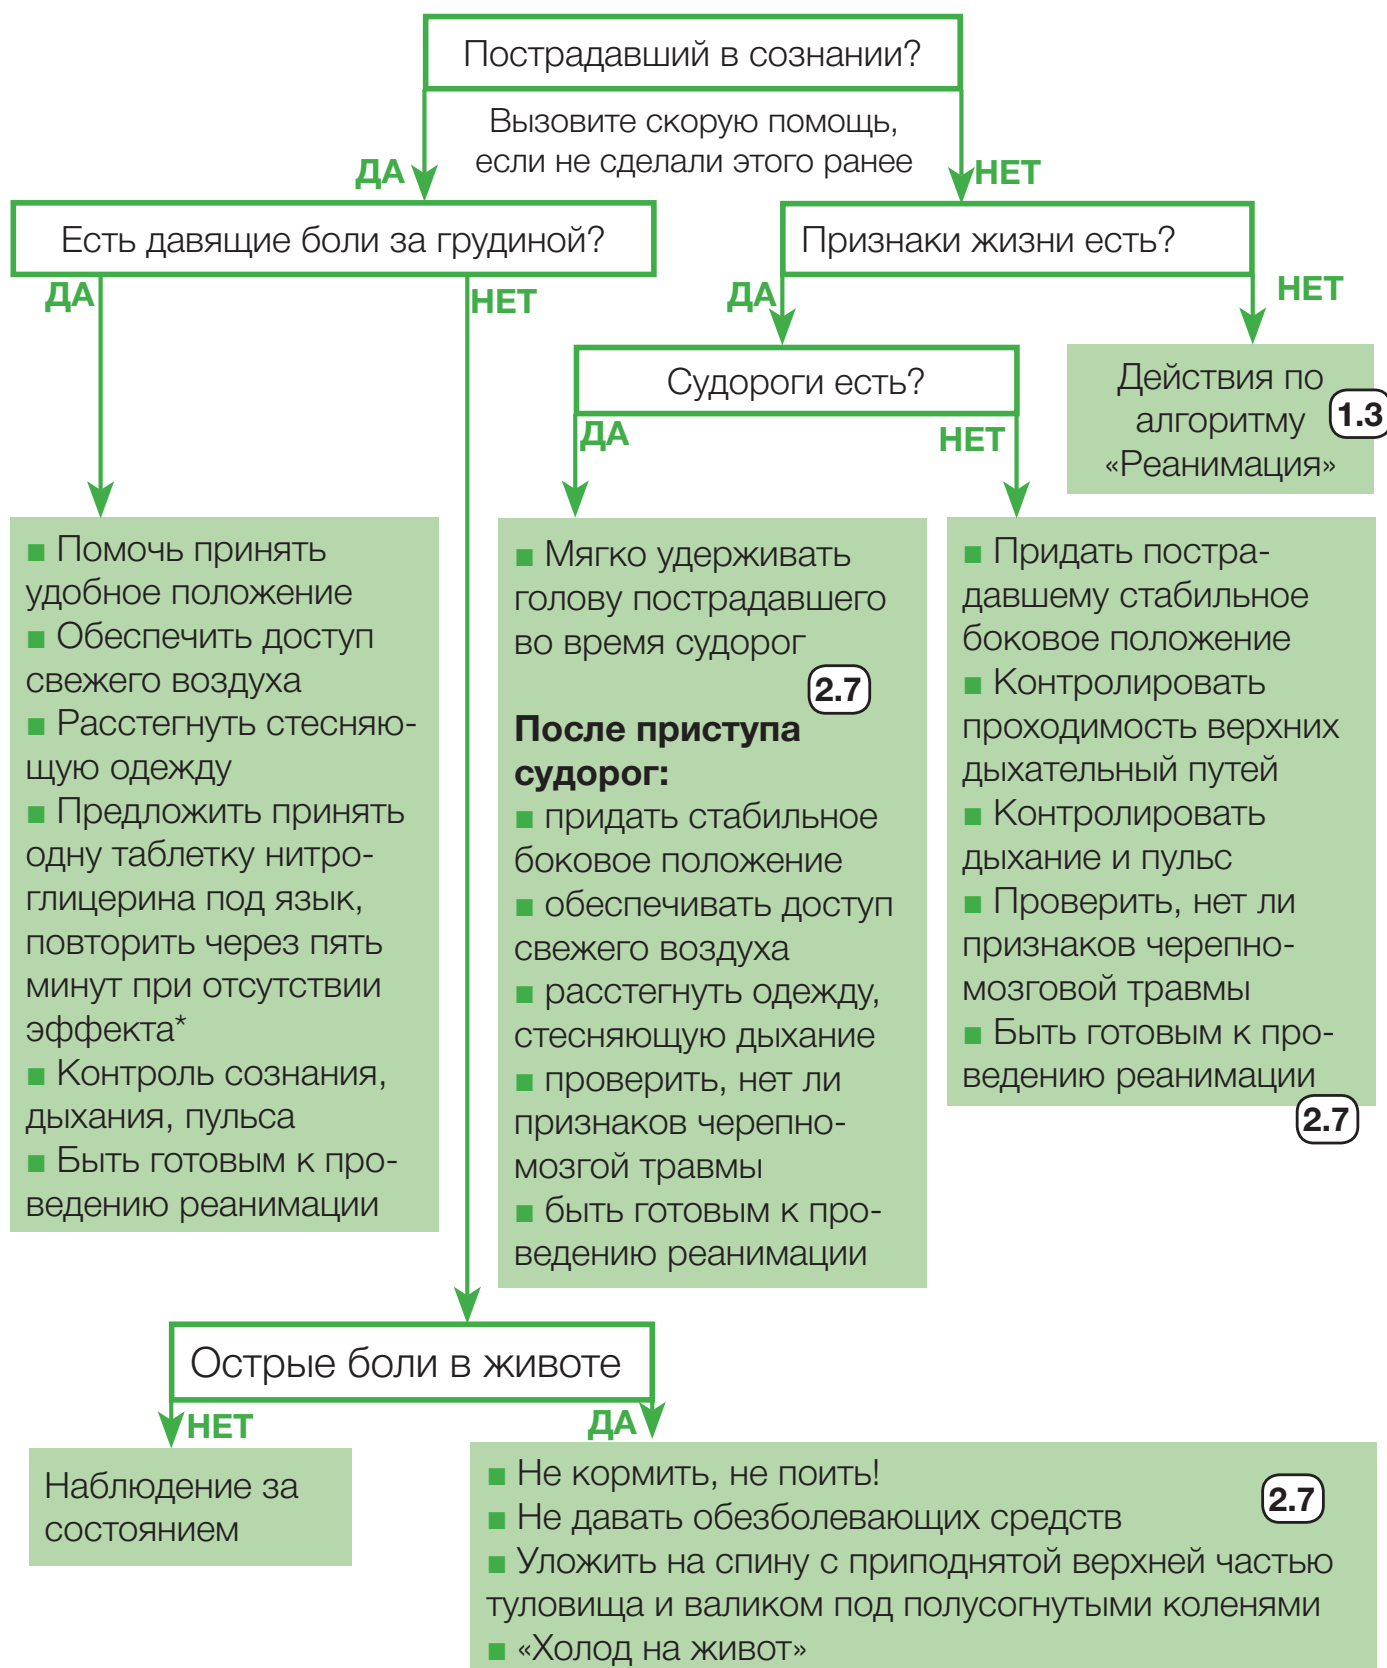 Пострадавший в сознании?
Вызовите скорую помощь,
если не сделали этого ранее
ДА
НЕТ
Есть давящие боли за грудиной?
Признаки жизни есть?
ДА
НЕТ
ДА
НЕТ
Судороги есть?
ДА
НЕТ
Действия по
алгоритму
«Реанимация»
1.3
■ Помочь принять
удобное положение
■ Обеспечить доступ
свежего воздуха
■ Расстегнуть стесняю-
щую одежду
■ Предложить принять
одну таблетку нитро-
глицерина под язык,
повторить через пять
минут при отсутствии
эффекта*
■ Контроль сознания,
дыхания, пульса
■ Быть готовым к про-
ведению реанимации
■ Мягко удерживать
голову пострадавшего
во время судорог
2.7
После приступа
судорог:
■ придать стабильное
боковое положение
■ обеспечивать доступ
свежего воздуха
■ расстегнуть одежду,
стесняющую дыхание
■ проверить, нет ли
признаков черепно-
мозгой травмы
■ быть готовым к про-
ведению реанимации
■ Придать постра-
давшему стабильное
боковое положение
■ Контролировать
проходимость верхних
дыхательный путей
■ Контролировать
дыхание и пульс
■ Проверить, нет ли
признаков черепно-
мозговой травмы
■ Быть готовым к про-
ведению реанимации
2.7
Острые боли в животе
НЕТ
ДА
Наблюдение за
состоянием
■ Не кормить, не поить!
■ Не давать обезболевающих средств
■ Уложить на спину с приподнятой верхней частью
туловища и валиком под полусогнутыми коленями
■ «Холод на живот»
2.7